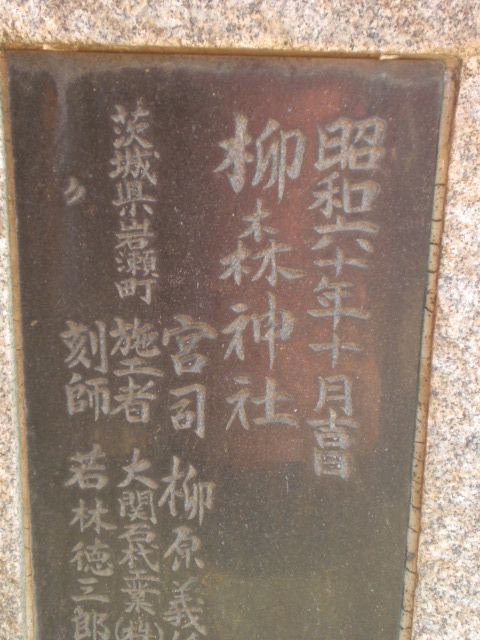 昭和六十年十月吉日
柳森神社
宮司 柳原義
茨城県岩瀬町 施工者 大関石材工業(株)
〃 刻師 若林徳三郎